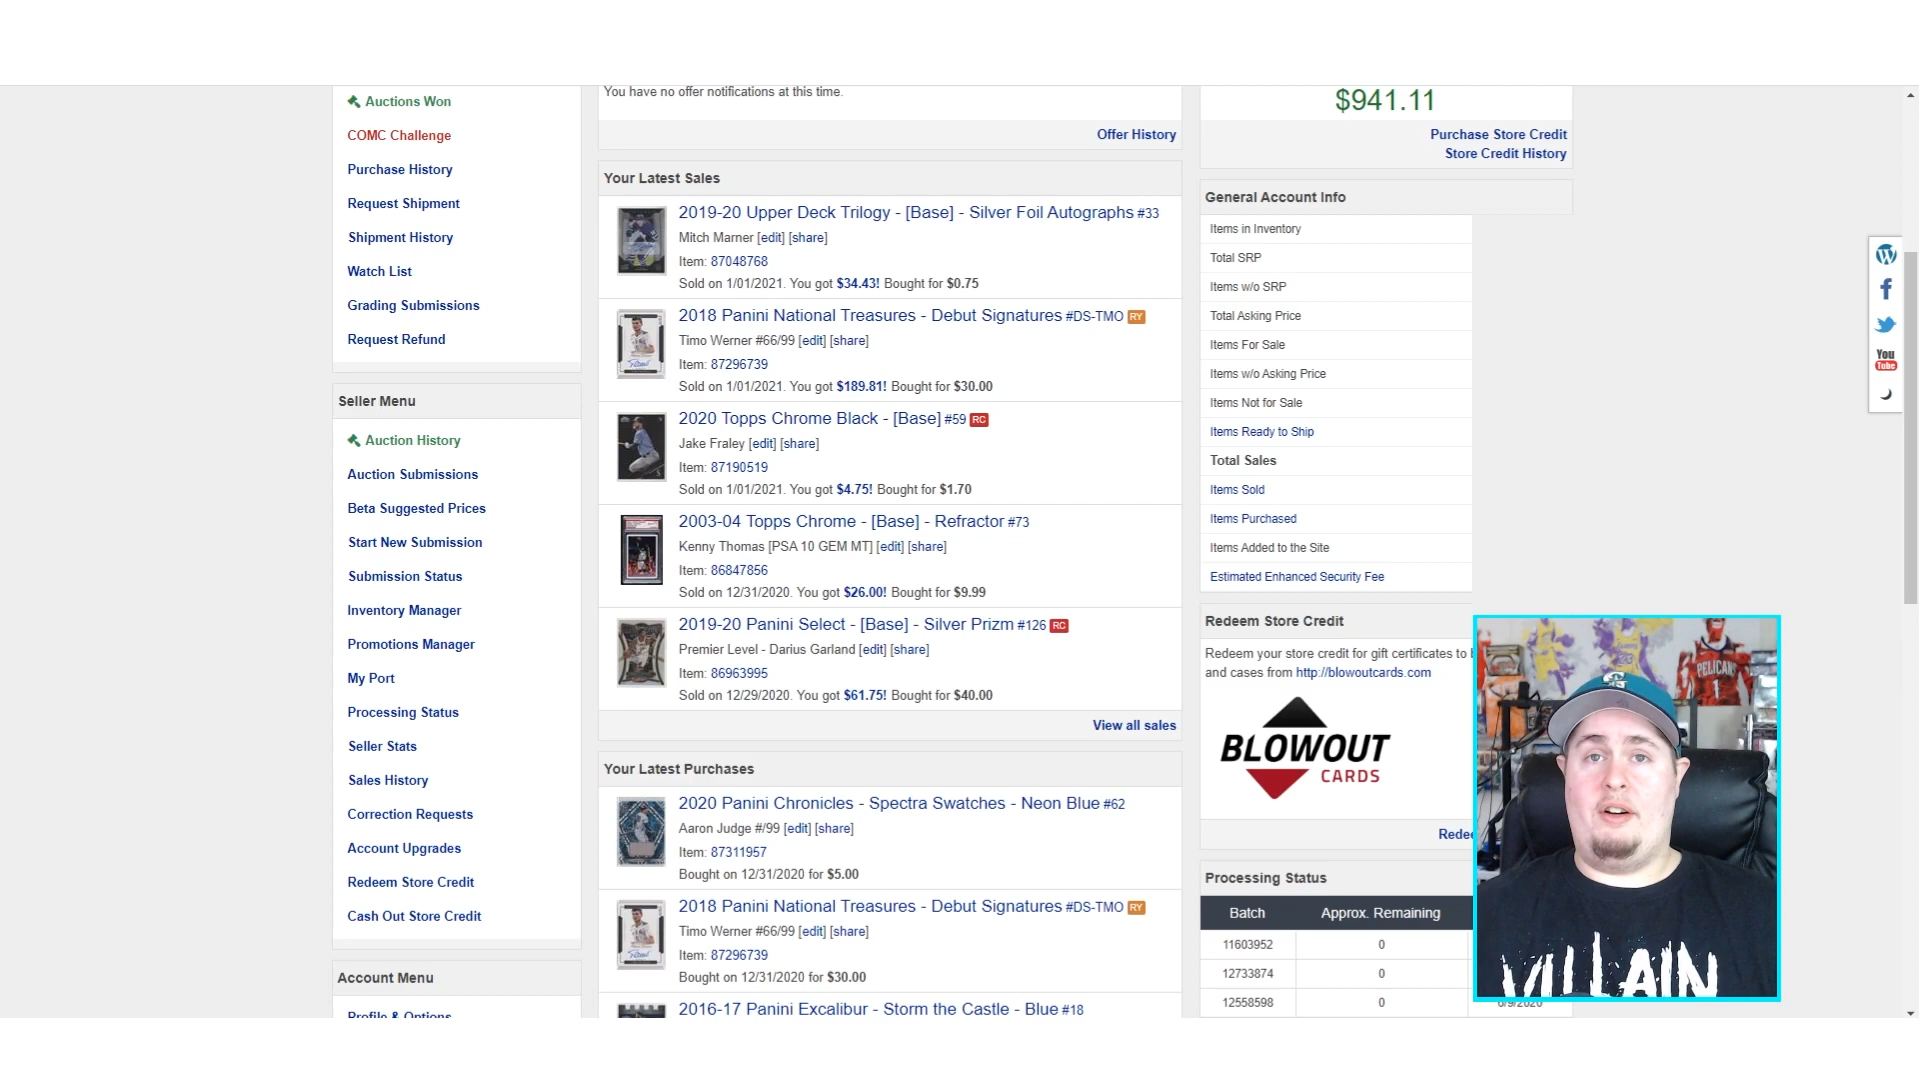 Auctions Won
COMC Challenge
Purchase History
Request Shipment
Shipment History
Watch List
Grading Submissions
Request Refund
Seller Menu
Auction History
Auction Submissions
Beta Suggested Prices
Start New Submission
Submission Status
Inventory Manager
Promotions Manager
My Port
Processing Status
Seller Stats
Sales History
Correction Requests
Account Upgrades
Redeem Store Credit
Cash Out Store Credit
Account Menu
Profile & Options
You have no offer notifications at this time.
Offer History
Your Latest Sales
2019-20 Upper Deck Trilogy - [Base] - Silver Foil Autographs #33
Mitch Marner [edit] [share]
Item: 87048768
Sold on 1/01/2021. You got $34.43! Bought for $0.75
2018 Panini National Treasures - Debut Signatures #DS-TMO RY
Timo Werner #66/99 [edit] [share]
Item: 87296739
Sold on 1/01/2021. You got $189.81! Bought for $30.00
2020 Topps Chrome Black - [Base] #59 RC
Jake Fraley [edit] [share]
Item: 87190519
Sold on 1/01/2021. You got $4.75! Bought for $1.70
2003-04 Topps Chrome - [Base] - Refractor #73
Kenny Thomas [PSA 10 GEM MT] [edit] [share]
Item: 86847856
Sold on 12/31/2020. You got $26.00! Bought for $9.99
2019-20 Panini Select - [Base] - Silver Prizm #126 RC
Premier Level - Darius Garland [edit] [share]
Item: 86963995
Sold on 12/29/2020. You got $61.75! Bought for $40.00
View all sales
Your Latest Purchases
2020 Panini Chronicles - Spectra Swatches - Neon Blue #62
Aaron Judge #/99 [edit] [share]
Item: 87311957
Bought on 12/31/2020 for $5.00
2018 Panini National Treasures - Debut Signatures #DS-TMO RY
Timo Werner #66/99 [edit] [share]
Item: 87296739
Bought on 12/31/2020 for $30.00
2016-17 Panini Excalibur - Storm the Castle - Blue #18
$941.11
Purchase Store Credit
Store Credit History
General Account Info
Items in Inventory
Total SRP
Items w/o SRP
Total Asking Price
Items For Sale
Items w/o Asking Price
Items Not for Sale
Items Ready to Ship
Total Sales
Items Sold
Items Purchased
Items Added to the Site
Estimated Enhanced Security Fee
Redeem Store Credit
Redeem your store credit for gift certificates to
and cases from http://blowoutcards.com
BLOWOUT
CARDS
Processing Status
Batch Approx. Remaining
11603952 0
12733874 0
12558598 0
You
Tube
PELICANS
1
VILLAIN